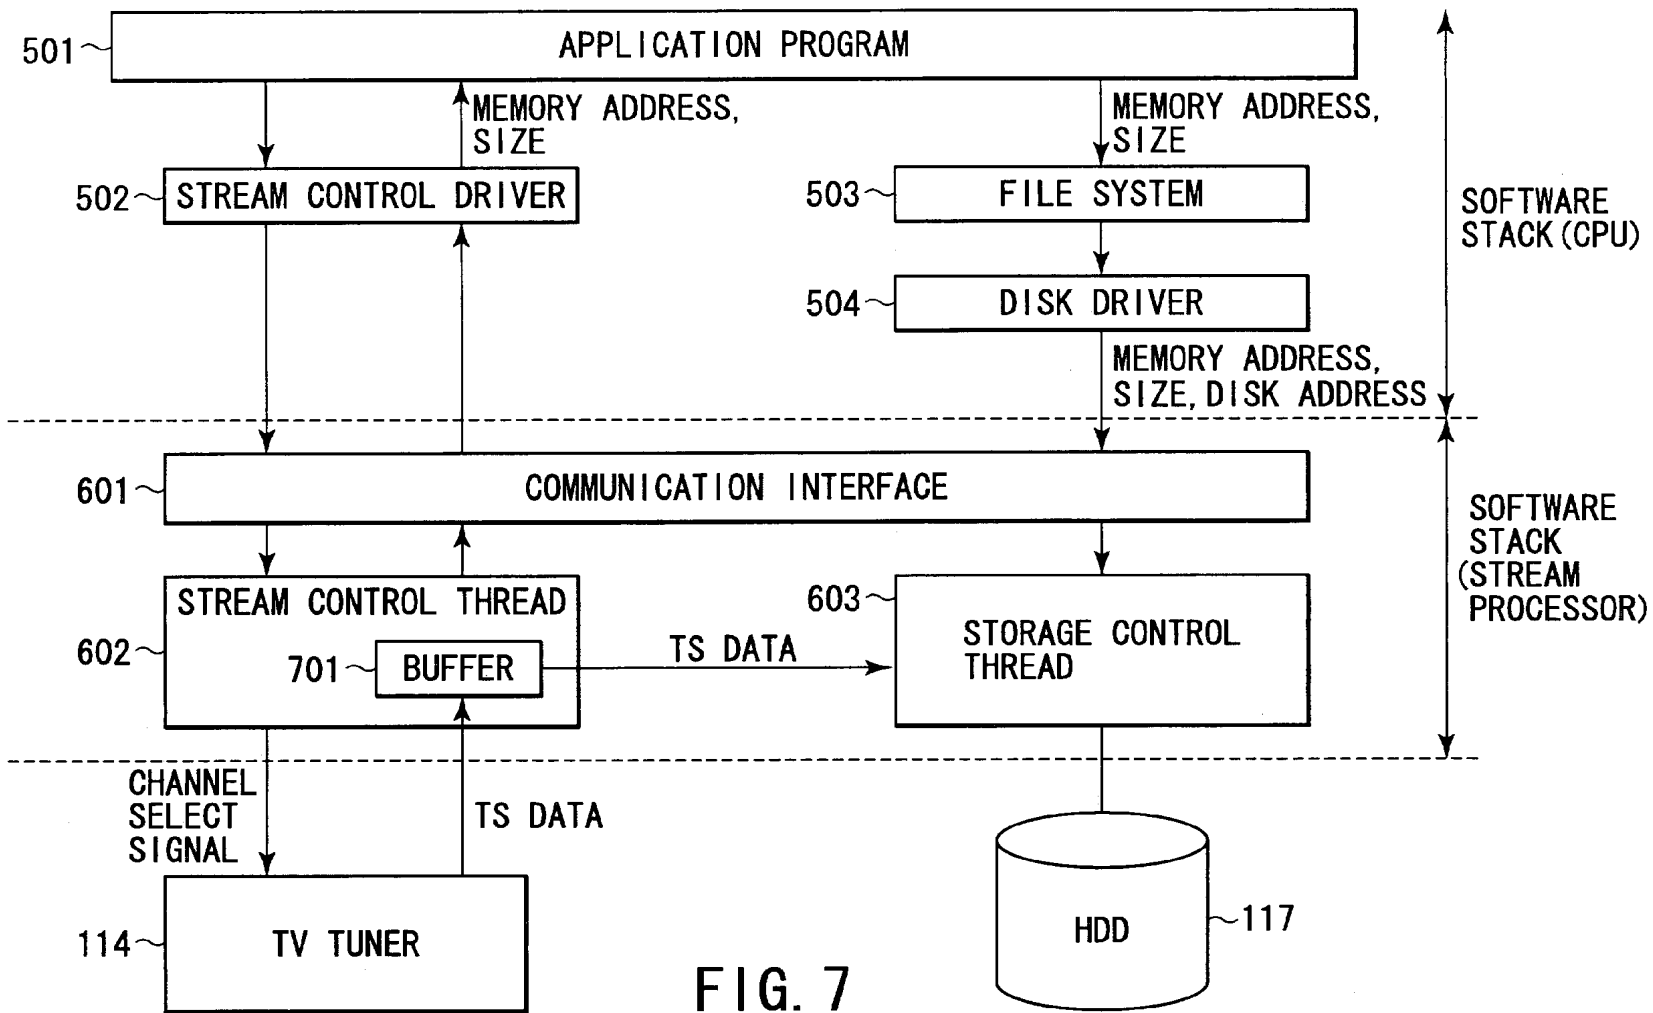 501
APPLICATION PROGRAM
MEMORY ADDRESS,
SIZE
MEMORY ADDRESS,
SIZE
502
STREAM CONTROL DRIVER
503
FILE SYSTEM
SOFTWARE
STACK (CPU)
504
DISK DRIVER
MEMORY ADDRESS,
SIZE, DISK ADDRESS
601
COMMUNICATION INTERFACE
SOFTWARE
STACK
(STREAM
PROCESSOR)
STREAM CONTROL THREAD
602
701
BUFFER
TS DATA
603
STORAGE CONTROL
THREAD
CHANNEL
SELECT
SIGNAL
TS DATA
114
TV TUNER
HDD
117
FIG. 7